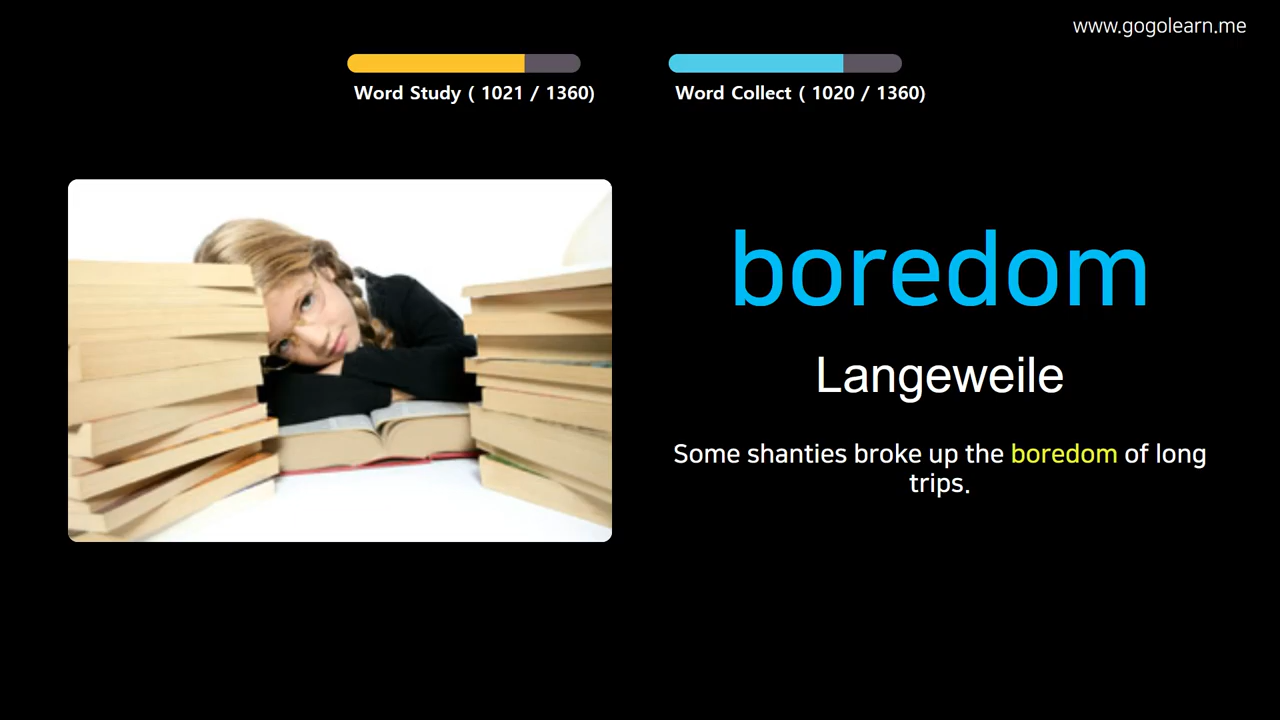 www.gogolearn.me
Word Study ( 1021 / 1360)
Word Collect ( 1020 / 1360)
boredom
Langeweile
Some shanties broke up the boredom of long
trips.